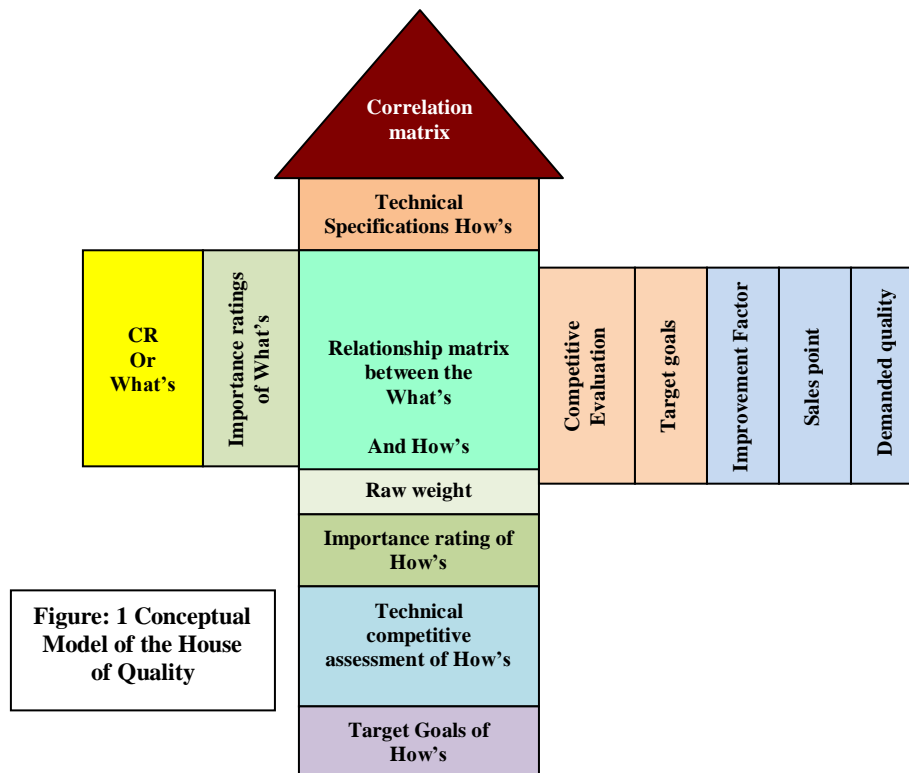 Correlation
matrix
Technical
Specifications How's
CR
Or
What's
Importance ratings
of What's
Relationship matrix
between the
What's
And How's
Competitive
Evaluation
Target goals
Improvement Factor
Sales point
Demanded quality
Raw weight
Importance rating of
How's
Technical
competitive
assessment of How's
Target Goals of
How's
Figure: 1 Conceptual
Model of the House
of Quality